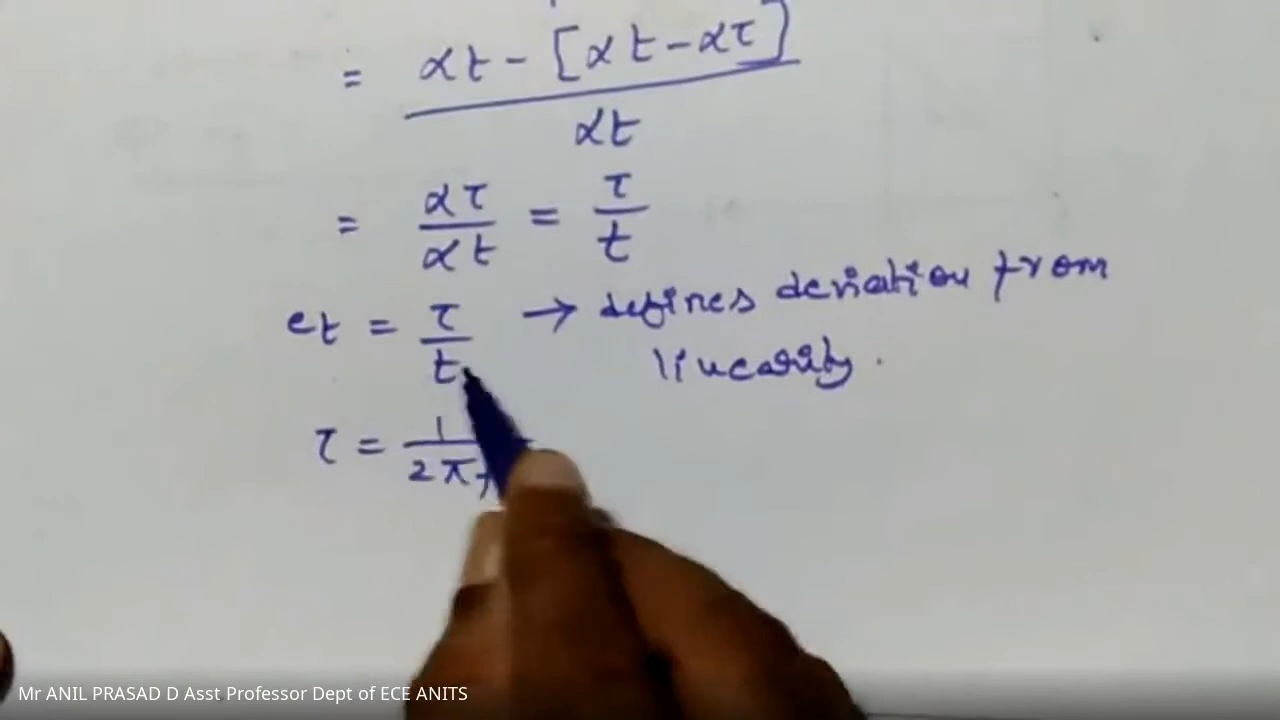 = αt - [αt - ατ]
αt
= ατ/αt = τ/t
et = τ/t → defines deviation from
linearity.
τ = 1/2πf
Mr ANIL PRASAD D Asst Professor Dept of ECE ANITS